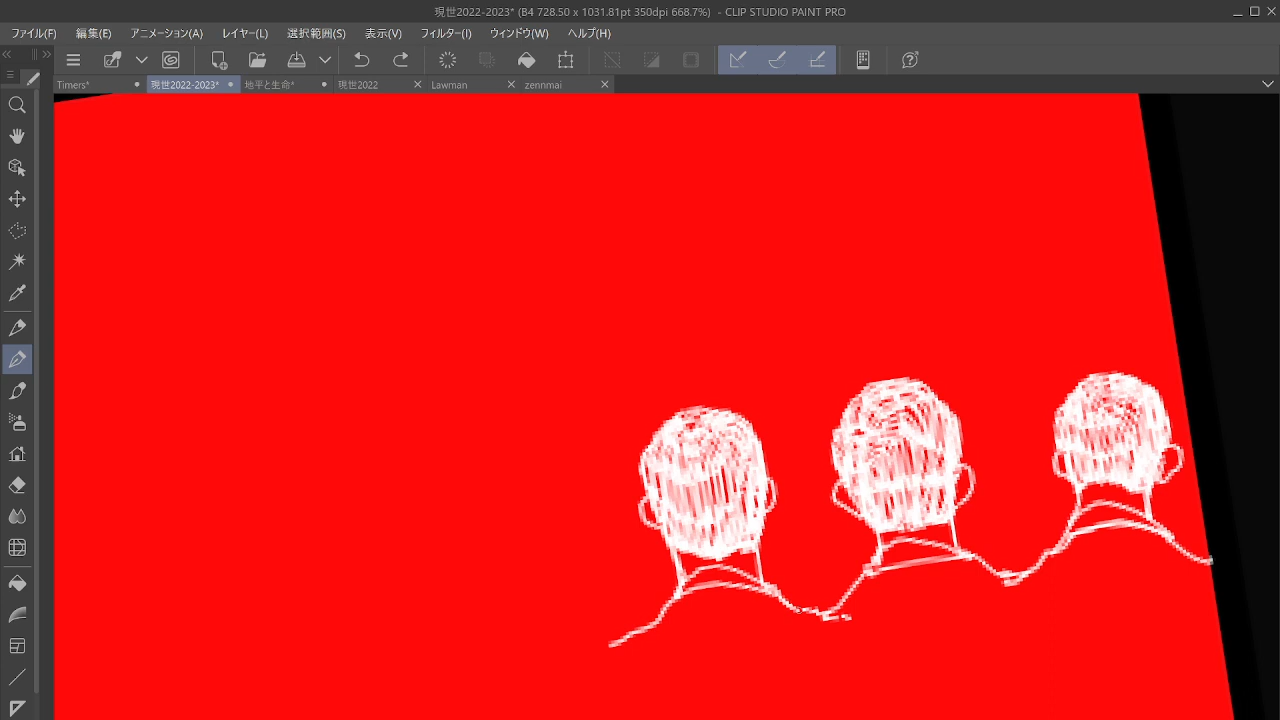 現世2022-2023* (B4 728.50 x 1031.81pt 350dpi 668.7%) - CLIP STUDIO PAINT PRO
ファイル(F) 編集(E) アニメーション(A) レイヤー(L) 選択範囲(S) 表示(V) フィルター(I) ウィンドウ(W) ヘルプ(H)
Timers* 現世2022-2023* 地平と生命* 現世2022 Lawman zennmai